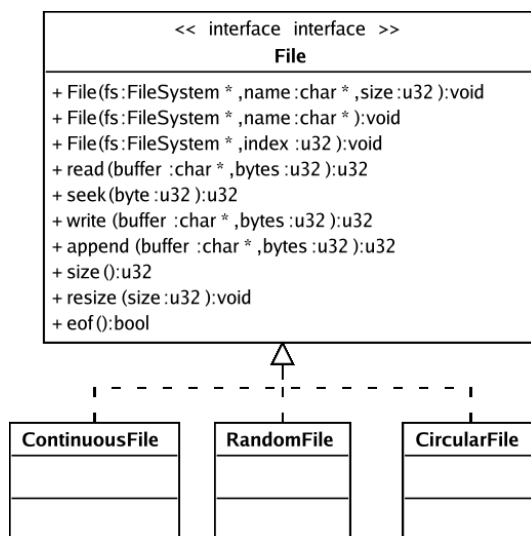 << interface interface >>
File
+ File(fs:FileSystem * ,name:char * ,size:u32 ):void
+ File(fs:FileSystem * ,name:char * ):void
+ File(fs:FileSystem * ,index :u32 ):void
+ read(buffer :char * ,bytes :u32 ):u32
+ seek(byte:u32 ):u32
+ write (buffer :char * ,bytes :u32 ):u32
+ append (buffer :char * ,bytes :u32 ):u32
+ size ():u32
+ resize (size:u32 ):void
+ eof():bool
ContinuousFile RandomFile CircularFile